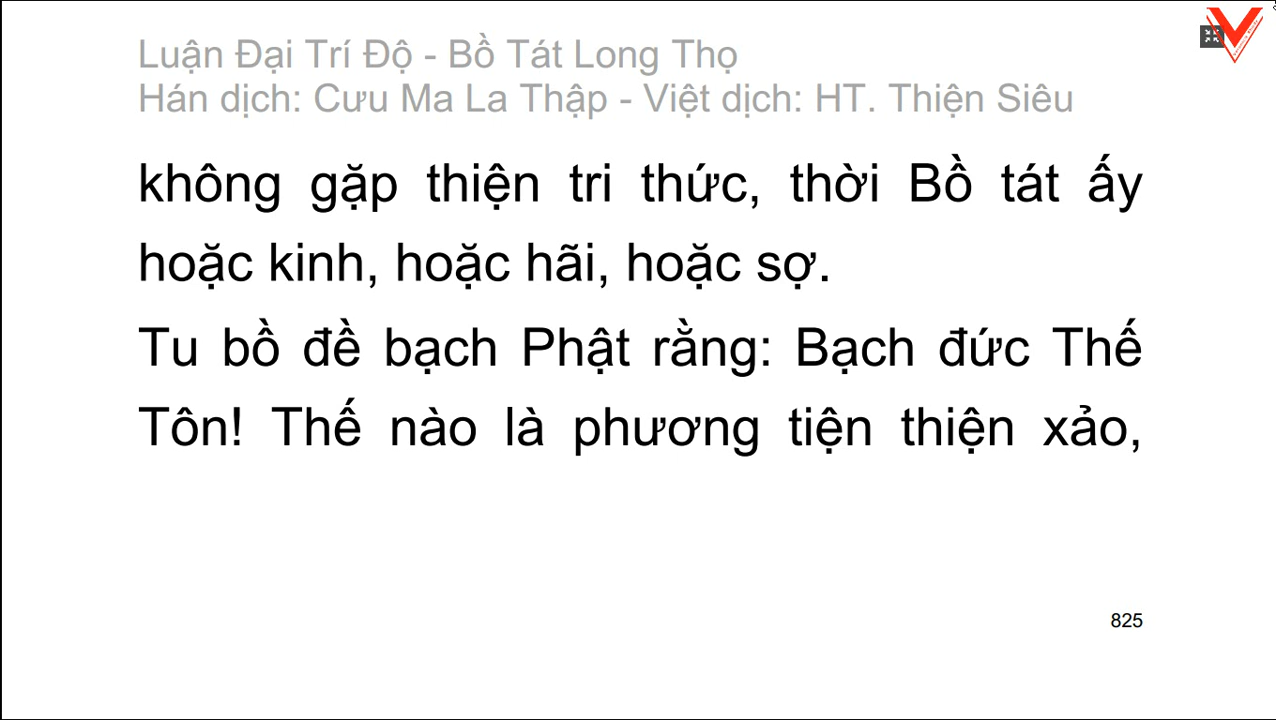 Luận Đại Trí Độ - Bồ Tát Long Thọ
Hán dịch: Cưu Ma La Thập - Việt dịch: HT. Thiện Siêu
không gặp thiện tri thức, thời Bồ tát ấy
hoặc kinh, hoặc hãi, hoặc sợ.
Tu bồ đề bạch Phật rằng: Bạch đức Thế
Tôn! Thế nào là phương tiện thiện xảo,
825